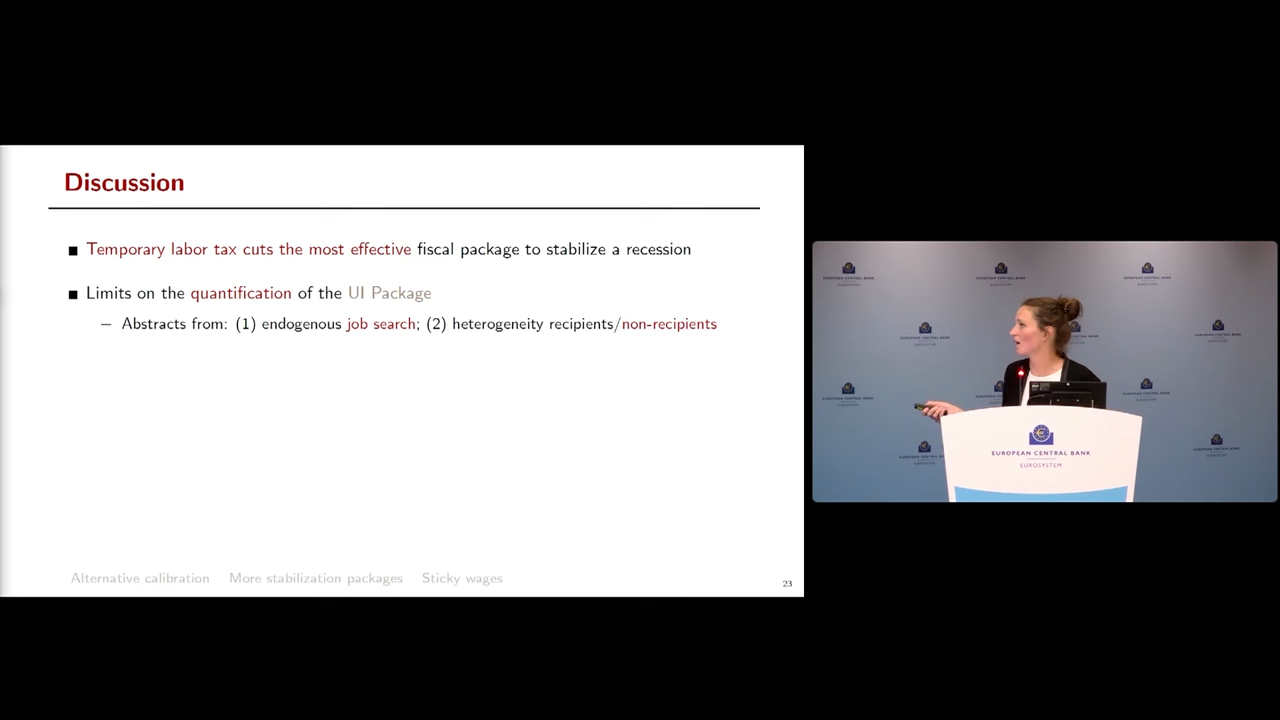 Discussion
Temporary labor tax cuts the most effective fiscal package to stabilize a recession
Limits on the quantification of the UI Package
– Abstracts from: (1) endogenous job search; (2) heterogeneity recipients/non-recipients
Alternative calibration More stabilization packages Sticky wages
23
EUROPEAN CENTRAL BANK
EUROSYSTEM